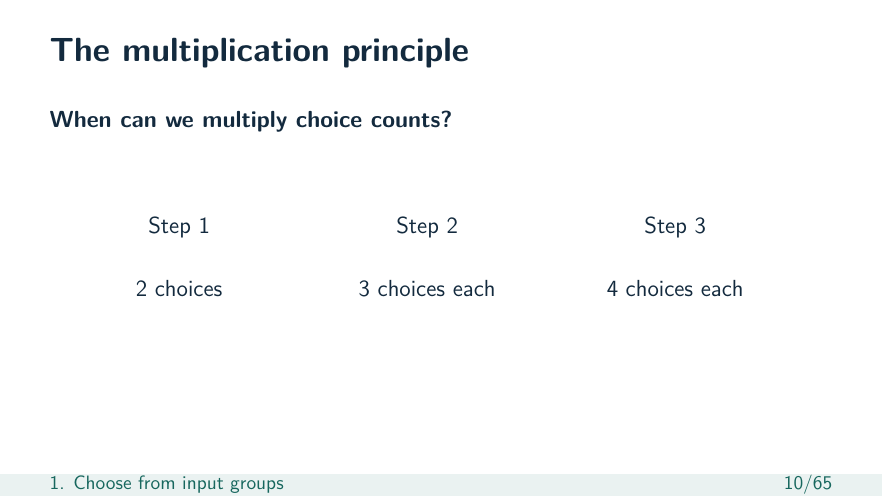 The multiplication principle
When can we multiply choice counts?
Step 1
Step 2
Step 3
2 choices
3 choices each
4 choices each
1. Choose from input groups
10/65